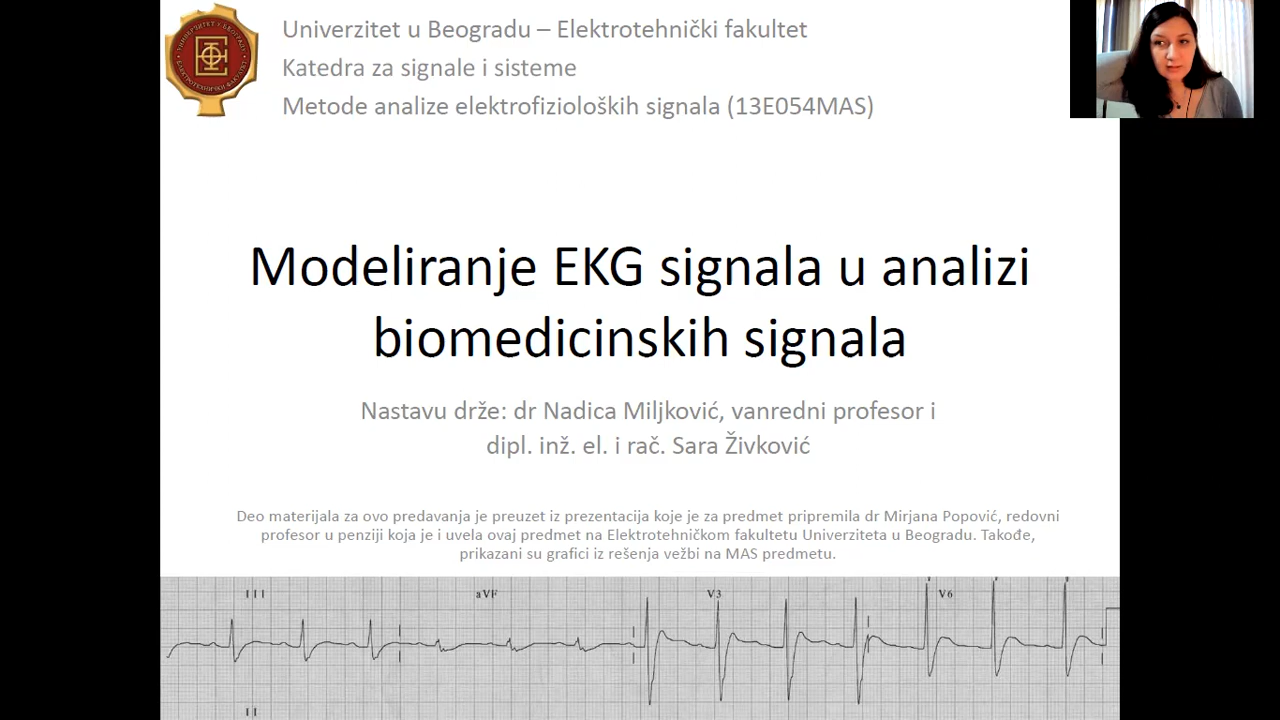 Univerzitet u Beogradu – Elektrotehnički fakultet
Katedra za signale i sisteme
Metode analize elektrofizioloških signala (13E054MAS)
Modeliranje EKG signala u analizi
biomedicinskih signala
Nastavu drže: dr Nadica Miljković, vanredni profesor i
dipl. inž. el. i rač. Sara Živković
Deo materijala za ovo predavanja je preuzet iz prezentacija koje je za predmet pripremila dr Mirjana Popović, redovni
profesor u penziji koja je i uvela ovaj predmet na Elektrotehničkom fakultetu Univerziteta u Beogradu. Takođe,
prikazani su grafici iz rešenja vežbi na MAS predmetu.
III aVF V3 V6
II